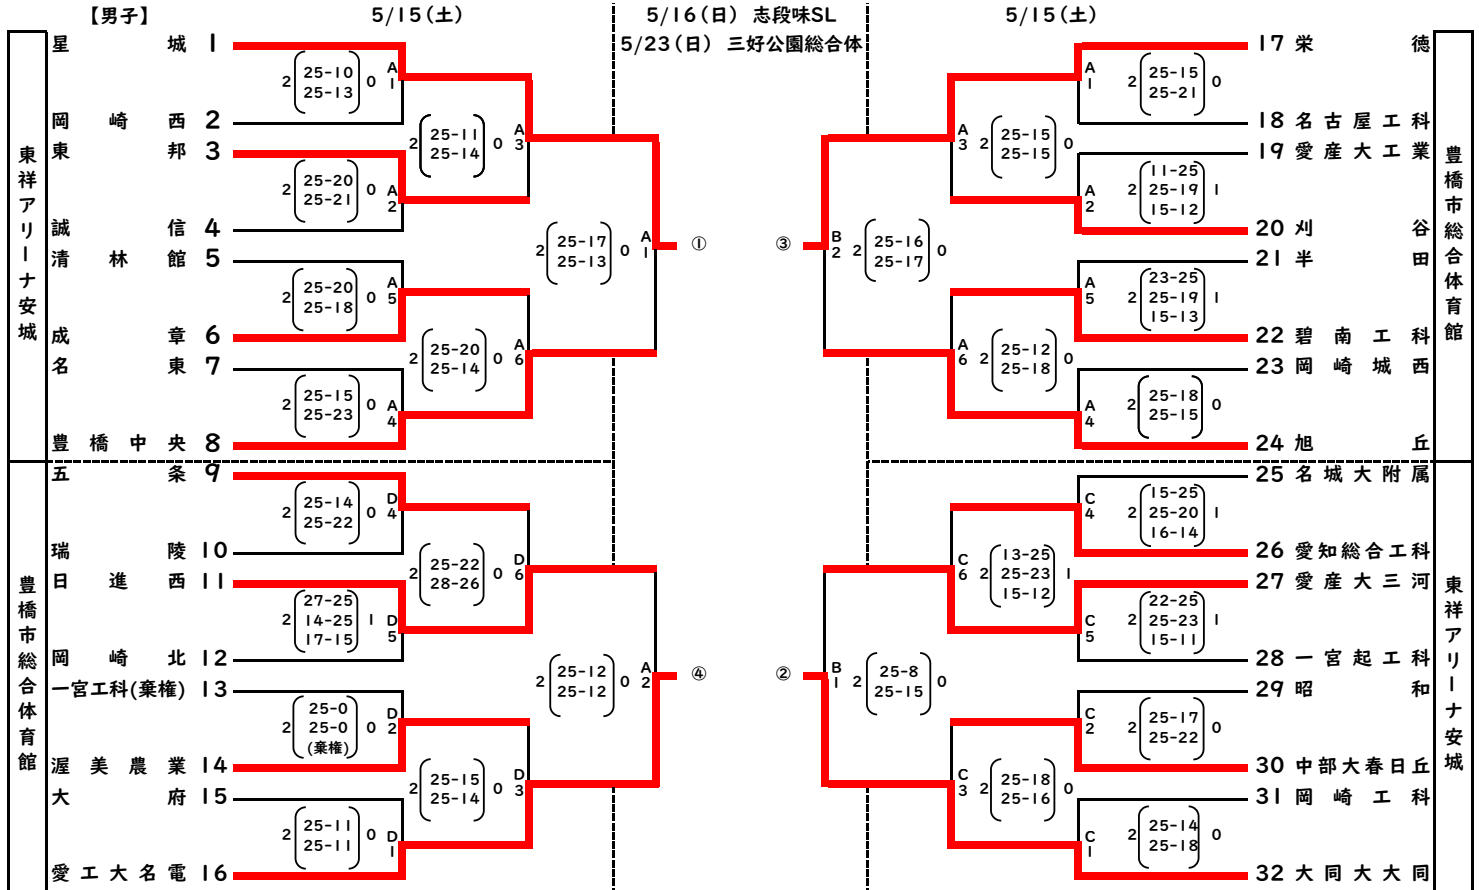 【男子】 5/15(土) 5/16(日) 志段味SL 5/15(土)
5/23(日) 三好公園総合体
東祥アリーナ安城
星城 1
25-10
2 0 A1
25-13
岡崎西 2
東邦 3
25-20
2 0 A2
25-21
誠信 4
25-11
2 0 A3
25-14
清林館 5
25-20
2 0 A5
25-18
成章 6
名東 7
25-15
2 0 A4
25-23
豊橋中央 8
25-20
2 0 A6
25-14
25-17
2 0 A1
25-13
①
豊橋市総合体育館
五条 9
25-14
2 0 D4
25-22
瑞陵 10
日進西 11
27-25
2 14-25 1 D5
17-15
岡崎北 12
25-22
2 0 D6
28-26
一宮工科(棄権) 13
25-0
2 25-0 0 D2
(棄権)
渥美農業 14
大府 15
25-11
2 0 D1
25-11
愛工大名電 16
25-15
2 0 D3
25-14
25-12
2 0 A2
25-12
④
豊橋市総合体育館
17 栄徳
25-15
A1 2 0
25-21
18 名古屋工科
19 愛産大工業
11-25
A2 2 25-19 1
15-12
20 刈谷
25-15
A3 2 0
25-15
21 半田
23-25
A5 2 25-19 1
15-13
22 碧南工科
23 岡崎城西
25-18
A4 2 0
25-15
24 旭丘
25-12
A6 2 0
25-18
25-16
③ B2 2 0
25-17
東祥アリーナ安城
25 名城大附属
15-25
C4 2 25-20 1
16-14
26 愛知総合工科
27 愛産大三河
22-25
C5 2 25-23 1
15-11
28 一宮起工科
13-25
C6 2 25-23 1
15-12
29 昭和
25-17
C2 2 0
25-22
30 中部大春日丘
31 岡崎工科
25-14
C1 2 0
25-18
32 大同大大同
25-18
C3 2 0
25-16
25-8
② B1 2 0
25-15